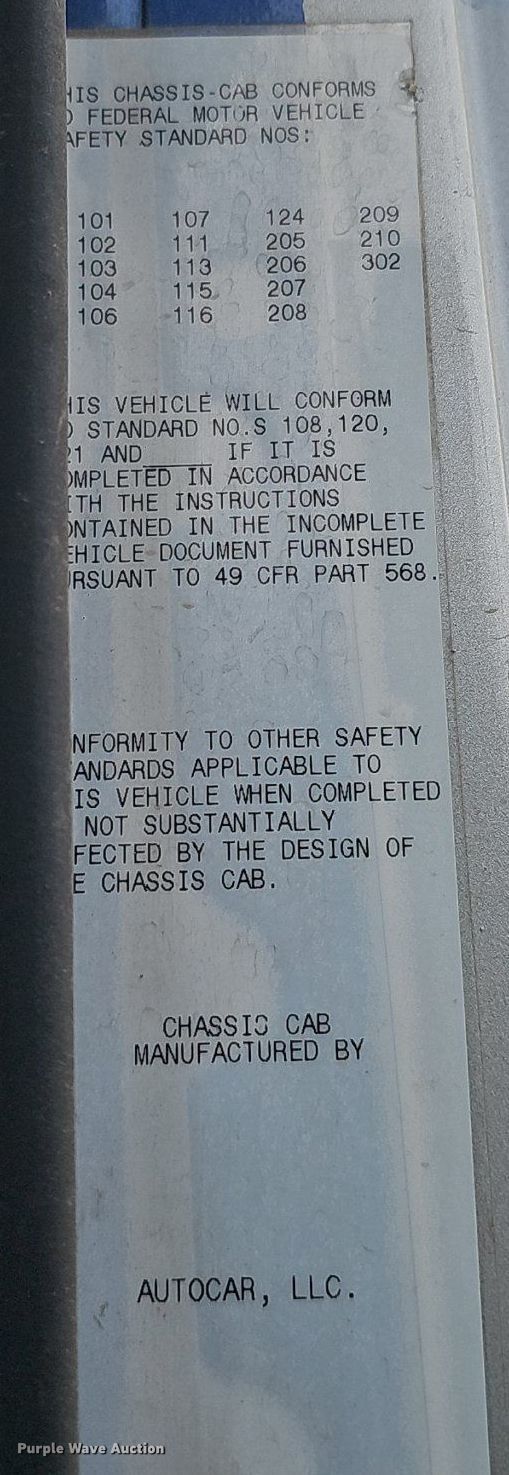 HIS CHASSIS-CAB CONFORMS
O FEDERAL MOTOR VEHICLE
AFETY STANDARD NOS:
101 107 124 209
102 111 205 210
103 113 206 302
104 115 207
106 116 208
HIS VEHICLE WILL CONFORM
O STANDARD NO.S 108,120,
21 AND____ IF IT IS
OMPLETED IN ACCORDANCE
ITH THE INSTRUCTIONS
ONTAINED IN THE INCOMPLETE
EHICLE DOCUMENT FURNISHED
URSUANT TO 49 CFR PART 568.
NFORMITY TO OTHER SAFETY
ANDARDS APPLICABLE TO
IS VEHICLE WHEN COMPLETED
NOT SUBSTANTIALLY
FECTED BY THE DESIGN OF
E CHASSIS CAB.
CHASSIS CAB
MANUFACTURED BY
AUTOCAR, LLC.
Purple Wave Auction